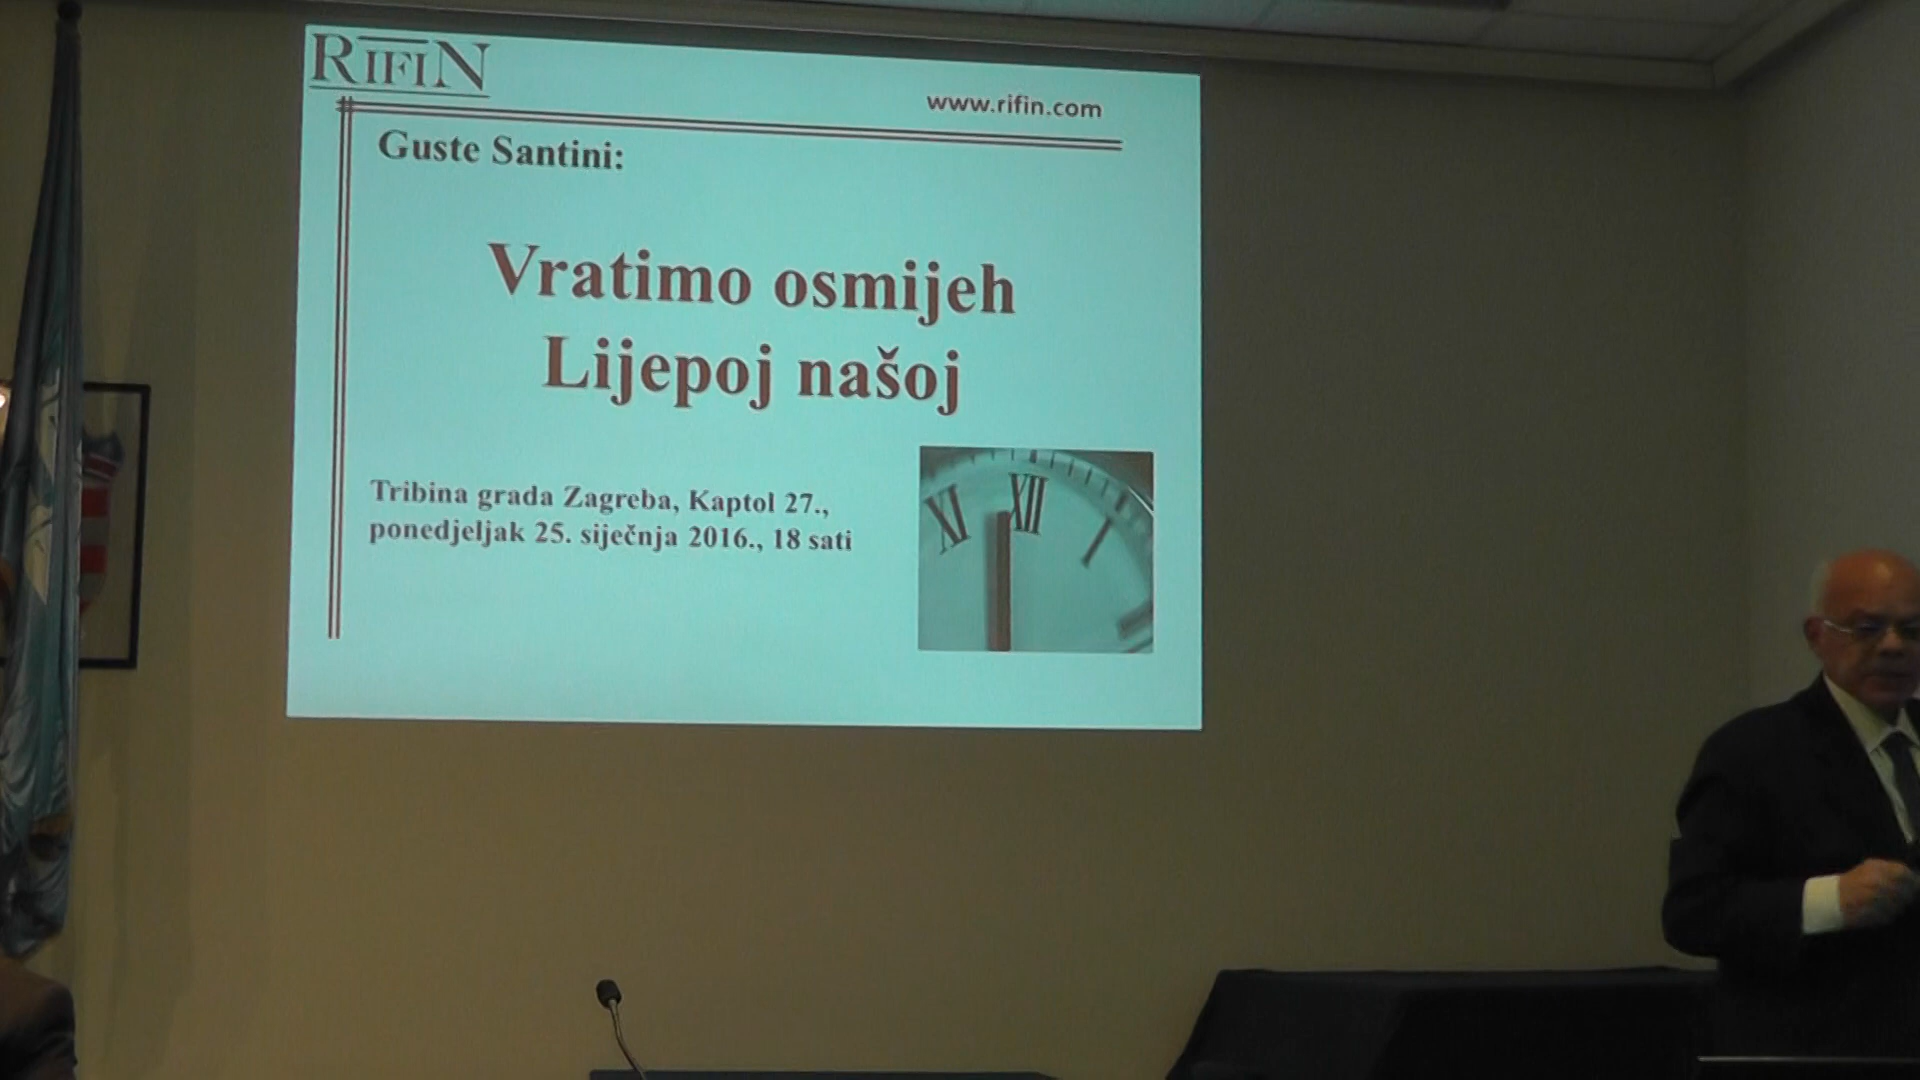 RIFIN
www.rifin.com
Guste Santini:
Vratimo osmijeh
Lijepoj našoj
Tribina grada Zagreba, Kaptol 27.,
ponedjeljak 25. siječnja 2016., 18 sati
XI
XII